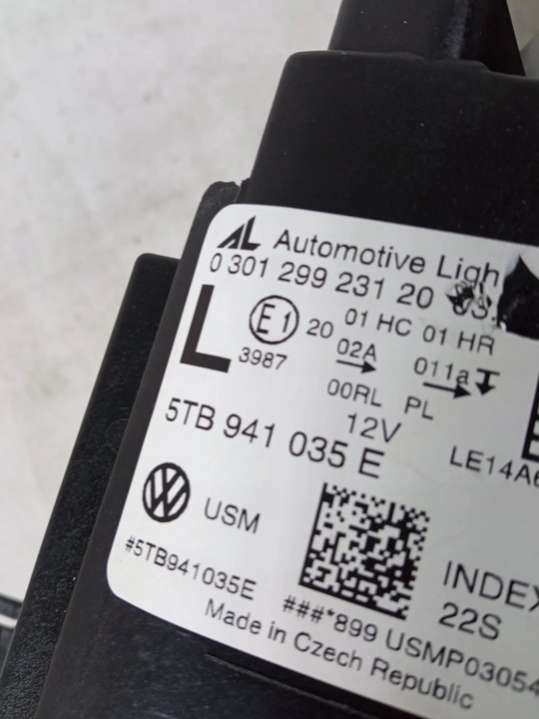 AL Automotive Ligh
0 301 299 231 20
L E1 20 01 HC 01 HR
3987 02A 011a
00RL PL
12V
5TB 941 035 E
LE14A6
USM
#5TB941035E
INDEX
22S
###*899 USMP03054
Made in Czech Republic